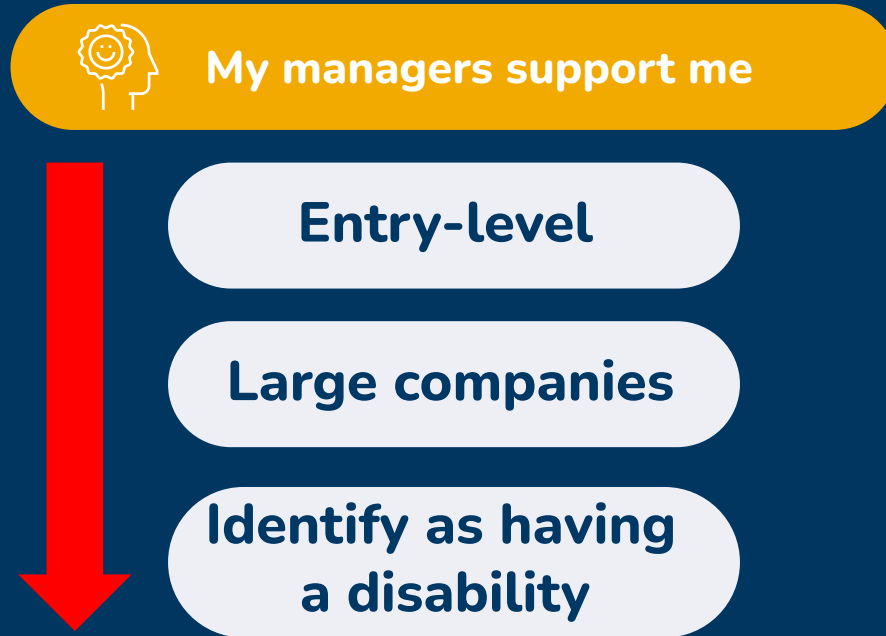 My managers support me
Entry-level
Large companies
Identify as having
a disability